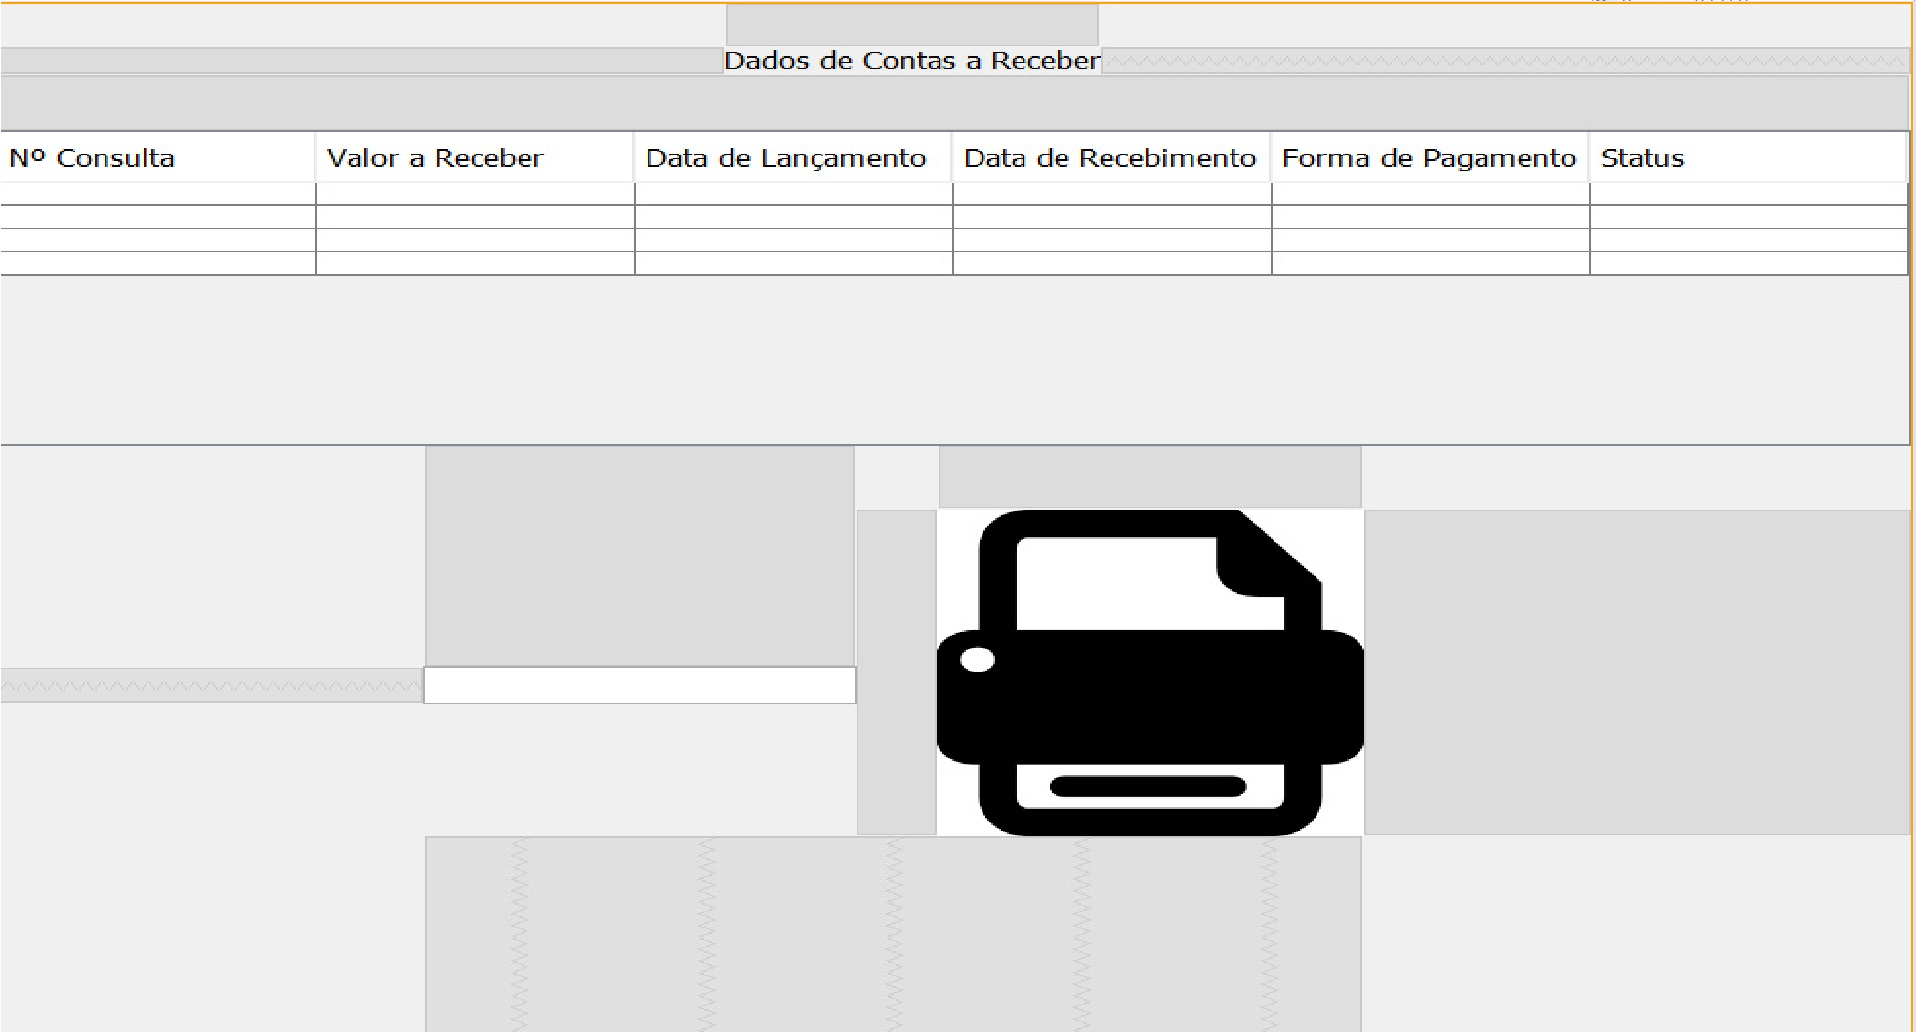 Dados de Contas a Receber
Nº Consulta Valor a Receber Data de Lançamento Data de Recebimento Forma de Pagamento Status